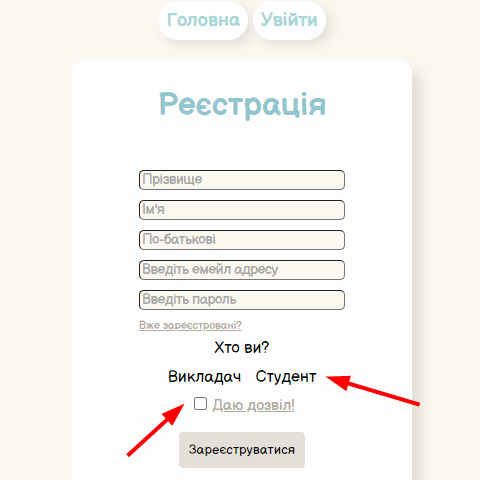 Головна Увійти
Реєстрація
Прізвище
Ім'я
По-батькові
Введіть емейл адресу
Введіть пароль
Вже зареєстровані?
Хто ви?
Викладач Студент
Даю дозвіл!
Зареєструватися